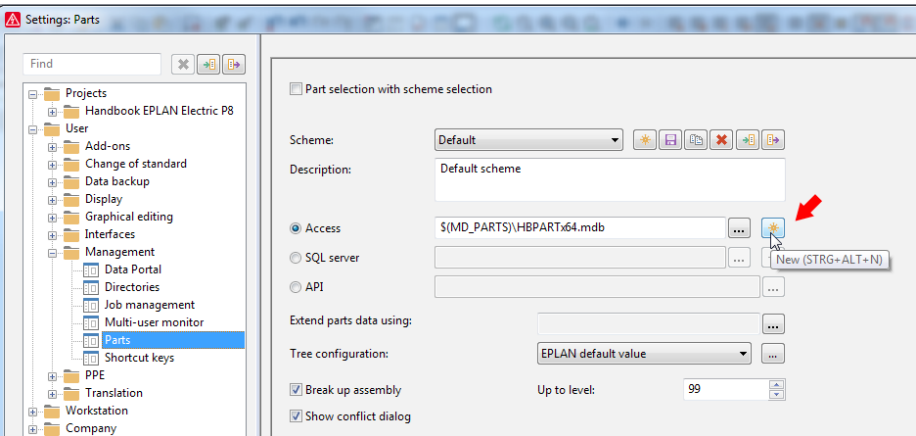 Settings: Parts
Find
Projects
Handbook EPLAN Electric P8
User
Add-ons
Change of standard
Data backup
Display
Graphical editing
Interfaces
Management
Data Portal
Directories
Job management
Multi-user monitor
Parts
Shortcut keys
PPE
Translation
Workstation
Company
Part selection with scheme selection
Scheme: Default
Description: Default scheme
Access $(MD_PARTS)\HBPARTx64.mdb ...
New (STRG+ALT+N)
SQL server ...
API ...
Extend parts data using: ...
Tree configuration: EPLAN default value ...
Break up assembly Up to level: 99
Show conflict dialog